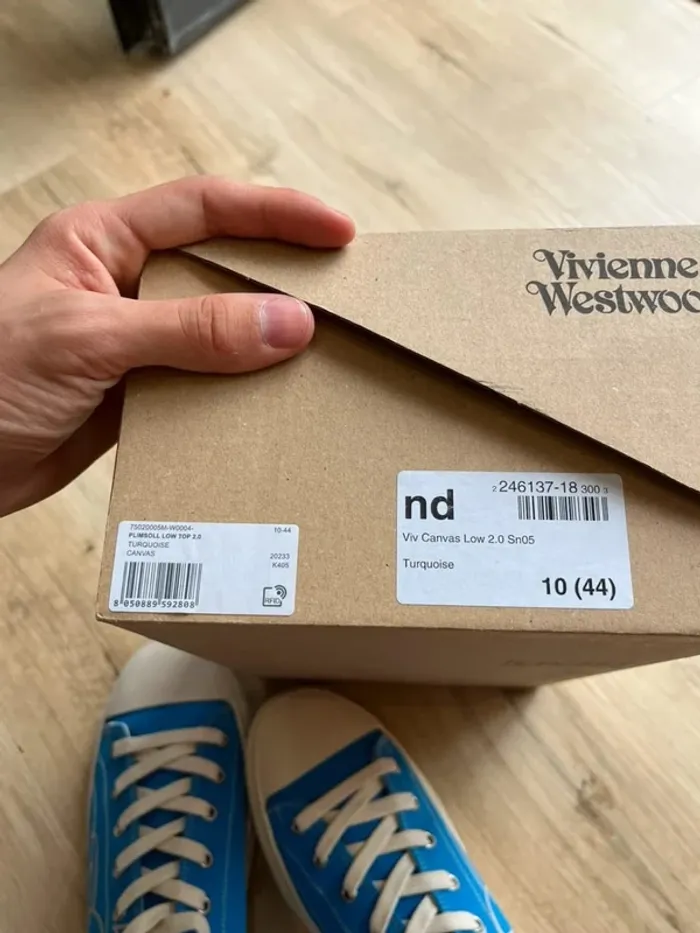 Vivienne
Westwoo
75020005M-W0004-
10-44
PLIMSOLL LOW TOP 2.0
TURQUOISE
CANVAS
20233
K405
8 050889 592808
RFID
nd
2 246137-18 300 3
Viv Canvas Low 2.0 Sn05
Turquoise
10 (44)